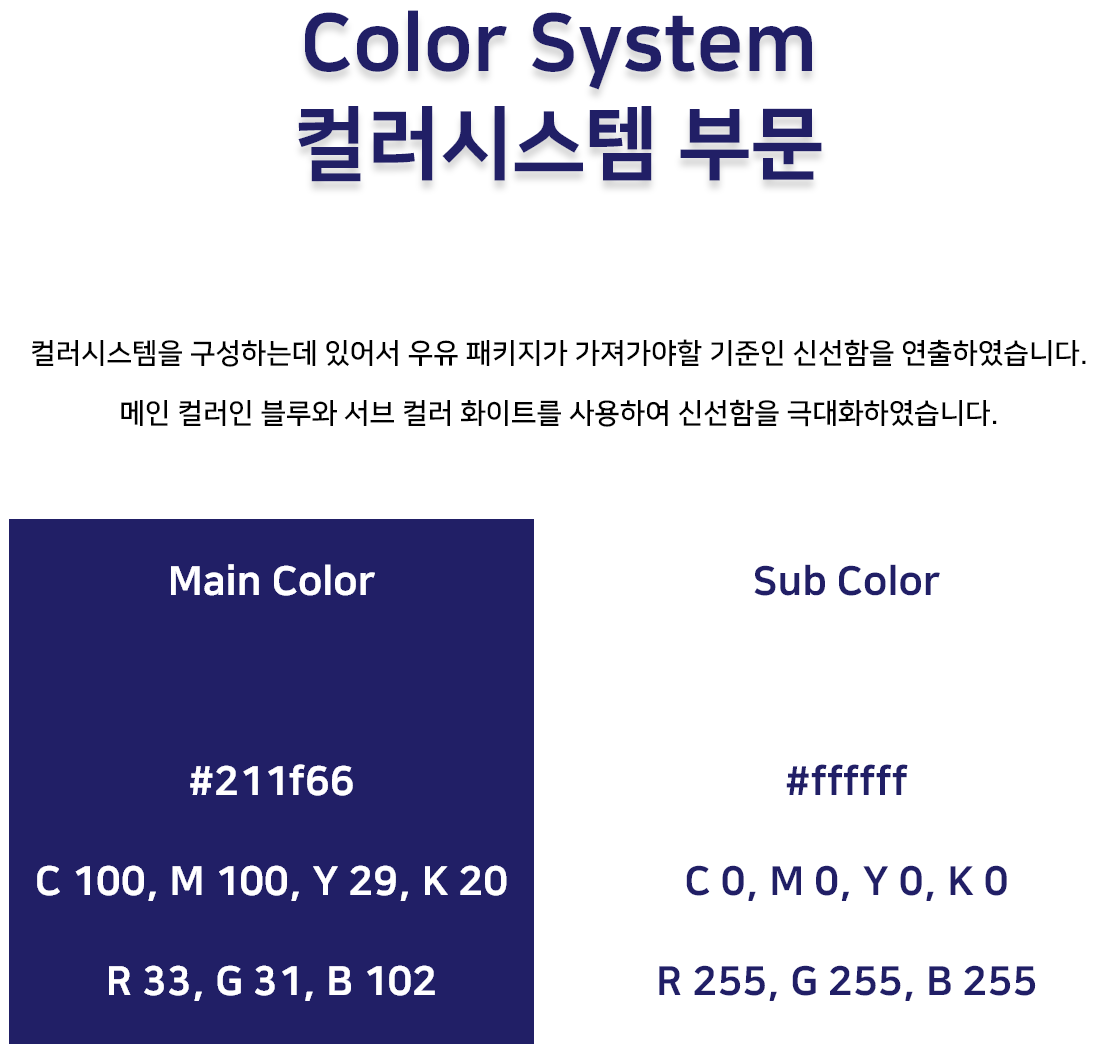 Color System
컬러시스템 부문
컬러시스템을 구성하는데 있어서 우유 패키지가 가져가야할 기준인 신선함을 연출하였습니다.
메인 컬러인 블루와 서브 컬러 화이트를 사용하여 신선함을 극대화하였습니다.
Main Color
#211f66
C 100, M 100, Y 29, K 20
R 33, G 31, B 102
Sub Color
#ffffff
C 0, M 0, Y 0, K 0
R 255, G 255, B 255